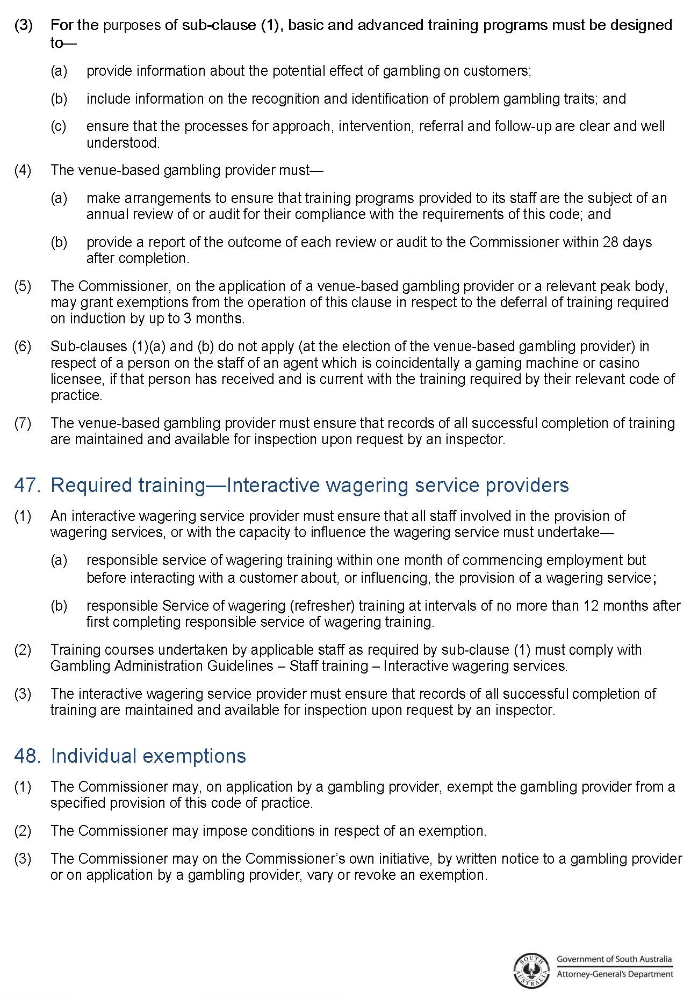 (3) For the purposes of sub-clause (1), basic and advanced training programs must be designed
to—
(a) provide information about the potential effect of gambling on customers;
(b) include information on the recognition and identification of problem gambling traits; and
(c) ensure that the processes for approach, intervention, referral and follow-up are clear and well
understood.
(4) The venue-based gambling provider must—
(a) make arrangements to ensure that training programs provided to its staff are the subject of an
annual review of or audit for their compliance with the requirements of this code; and
(b) provide a report of the outcome of each review or audit to the Commissioner within 28 days
after completion.
(5) The Commissioner, on the application of a venue-based gambling provider or a relevant peak body,
may grant exemptions from the operation of this clause in respect to the deferral of training required
on induction by up to 3 months.
(6) Sub-clauses (1)(a) and (b) do not apply (at the election of the venue-based gambling provider) in
respect of a person on the staff of an agent which is coincidentally a gaming machine or casino
licensee, if that person has received and is current with the training required by their relevant code of
practice.
(7) The venue-based gambling provider must ensure that records of all successful completion of training
are maintained and available for inspection upon request by an inspector.
47. Required training—Interactive wagering service providers
(1) An interactive wagering service provider must ensure that all staff involved in the provision of
wagering services, or with the capacity to influence the wagering service must undertake—
(a) responsible service of wagering training within one month of commencing employment but
before interacting with a customer about, or influencing, the provision of a wagering service;
(b) responsible Service of wagering (refresher) training at intervals of no more than 12 months after
first completing responsible service of wagering training.
(2) Training courses undertaken by applicable staff as required by sub-clause (1) must comply with
Gambling Administration Guidelines – Staff training – Interactive wagering services.
(3) The interactive wagering service provider must ensure that records of all successful completion of
training are maintained and available for inspection upon request by an inspector.
48. Individual exemptions
(1) The Commissioner may, on application by a gambling provider, exempt the gambling provider from a
specified provision of this code of practice.
(2) The Commissioner may impose conditions in respect of an exemption.
(3) The Commissioner may on the Commissioner's own initiative, by written notice to a gambling provider
or on application by a gambling provider, vary or revoke an exemption.
SOUTH AUSTRALIA
Government of South Australia
Attorney-General's Department